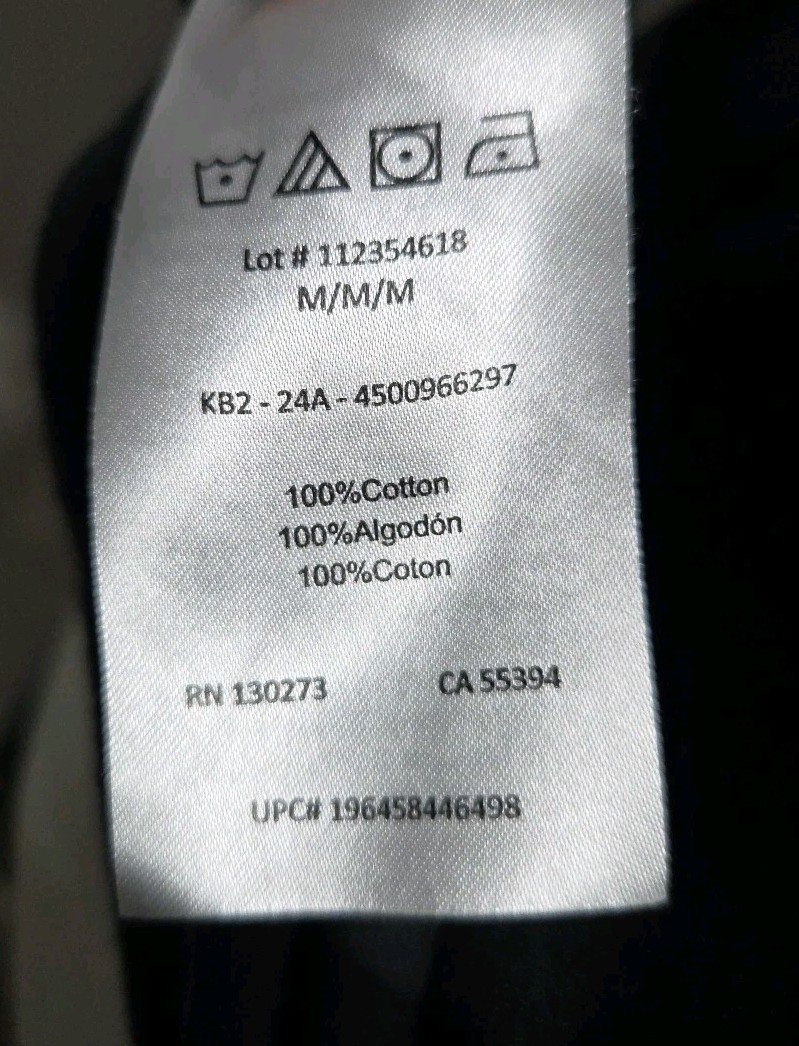 Lot # 112354618
M/M/M
KB2 - 24A - 4500966297
100%Cotton
100%Algodón
100%Coton
RN 130273 CA 55394
UPC# 196458446498